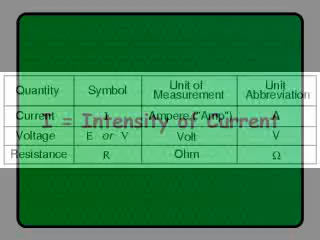 Quantity Symbol Unit of Measurement Unit Abbreviation
Current I Ampere ("Amp") A
Voltage E or V Volt V
Resistance R Ohm Ω
I = Intensity of Current